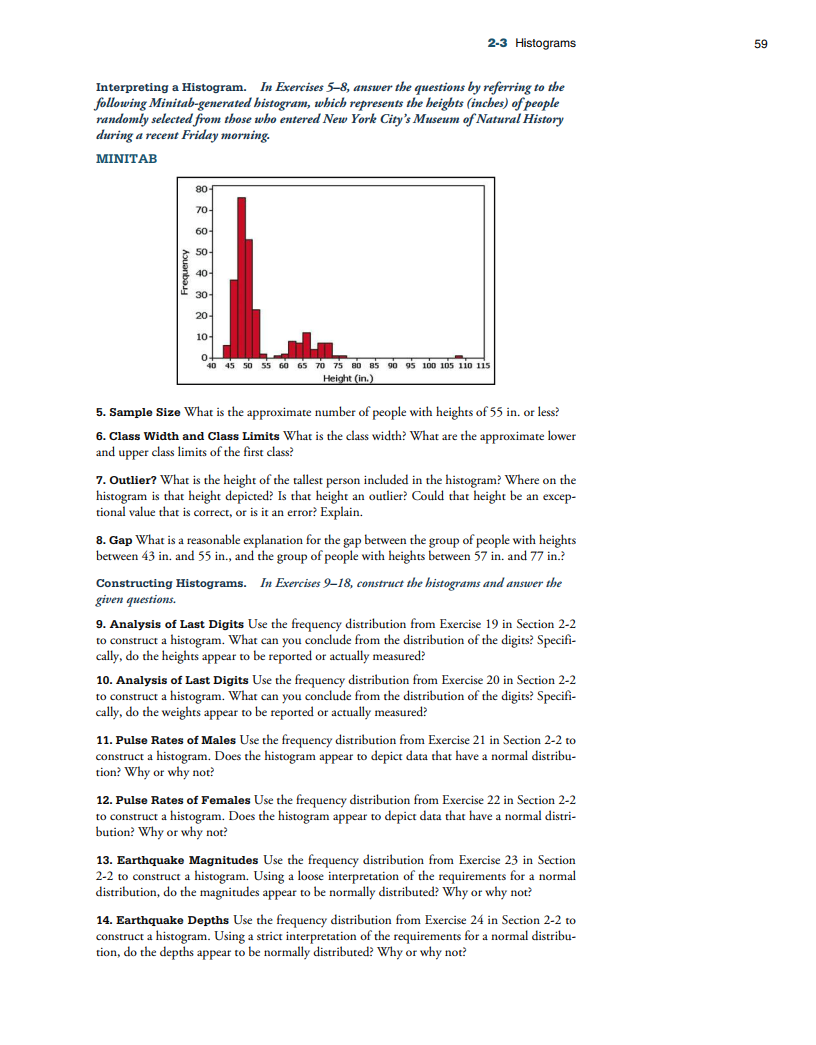 2-3 Histograms 59
Interpreting a Histogram. In Exercises 5–8, answer the questions by referring to the
following Minitab-generated histogram, which represents the heights (inches) of people
randomly selected from those who entered New York City’s Museum of Natural History
during a recent Friday morning.
MINITAB
80
70
60
50
40
30
20
10
0
Frequency
40 45 50 55 60 65 70 75 80 85 90 95 100 105 110 115
Height (in.)
5. Sample Size What is the approximate number of people with heights of 55 in. or less?
6. Class Width and Class Limits What is the class width? What are the approximate lower
and upper class limits of the first class?
7. Outlier? What is the height of the tallest person included in the histogram? Where on the
histogram is that height depicted? Is that height an outlier? Could that height be an excep-
tional value that is correct, or is it an error? Explain.
8. Gap What is a reasonable explanation for the gap between the group of people with heights
between 43 in. and 55 in., and the group of people with heights between 57 in. and 77 in.?
Constructing Histograms. In Exercises 9–18, construct the histograms and answer the
given questions.
9. Analysis of Last Digits Use the frequency distribution from Exercise 19 in Section 2-2
to construct a histogram. What can you conclude from the distribution of the digits? Specifi-
cally, do the heights appear to be reported or actually measured?
10. Analysis of Last Digits Use the frequency distribution from Exercise 20 in Section 2-2
to construct a histogram. What can you conclude from the distribution of the digits? Specifi-
cally, do the weights appear to be reported or actually measured?
11. Pulse Rates of Males Use the frequency distribution from Exercise 21 in Section 2-2 to
construct a histogram. Does the histogram appear to depict data that have a normal distribu-
tion? Why or why not?
12. Pulse Rates of Females Use the frequency distribution from Exercise 22 in Section 2-2
to construct a histogram. Does the histogram appear to depict data that have a normal distri-
bution? Why or why not?
13. Earthquake Magnitudes Use the frequency distribution from Exercise 23 in Section
2-2 to construct a histogram. Using a loose interpretation of the requirements for a normal
distribution, do the magnitudes appear to be normally distributed? Why or why not?
14. Earthquake Depths Use the frequency distribution from Exercise 24 in Section 2-2 to
construct a histogram. Using a strict interpretation of the requirements for a normal distribu-
tion, do the depths appear to be normally distributed? Why or why not?